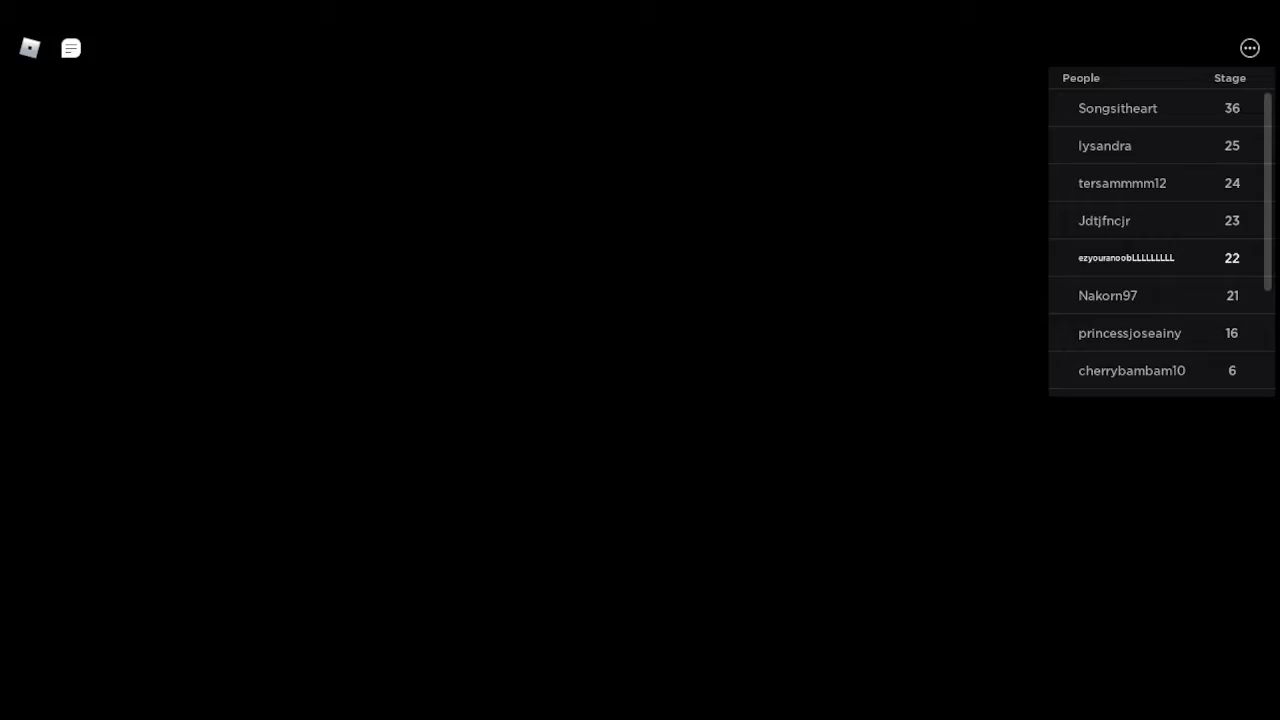 People Stage
Songsitheart 36
lysandra 25
tersammmm12 24
Jdtjfncjr 23
ezyouranoobLLLLLLLLL 22
Nakorn97 21
princessjoseainy 16
cherrybambam10 6